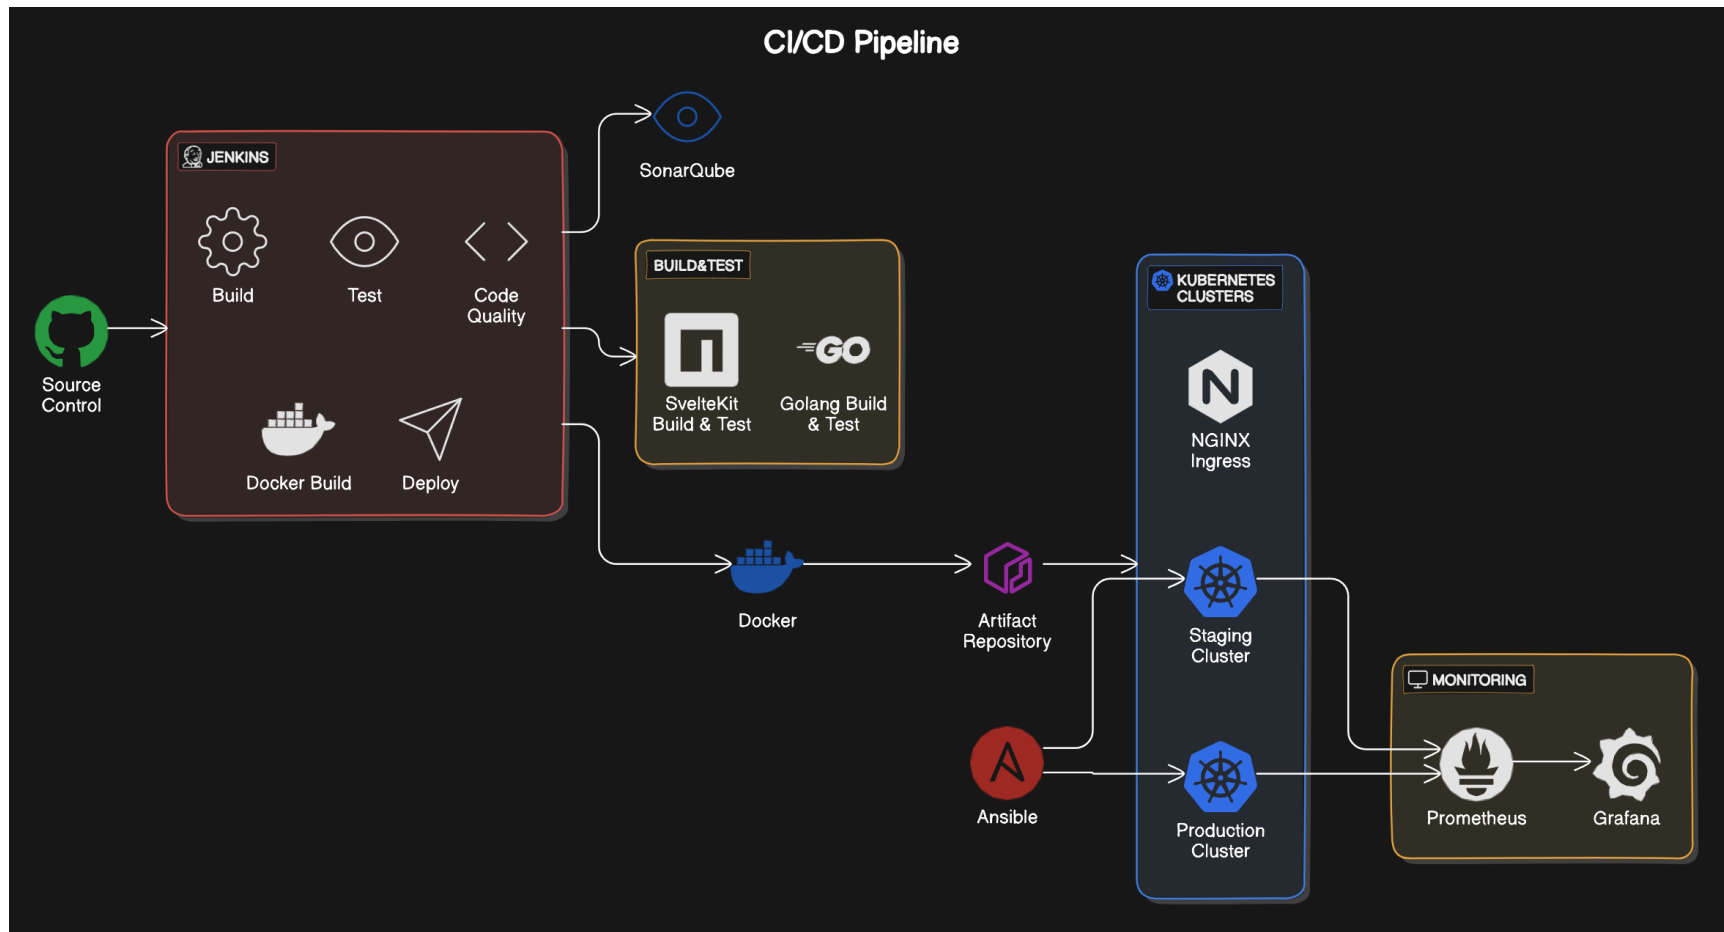 CI/CD Pipeline
SonarQube
JENKINS
Build
Test
Code
Quality
Docker Build
Deploy
Source
Control
BUILD&TEST
SvelteKit
Build & Test
GO
Golang Build
& Test
Docker
Artifact
Repository
KUBERNETES
CLUSTERS
N
NGINX
Ingress
Staging
Cluster
Ansible
Production
Cluster
MONITORING
Prometheus
Grafana